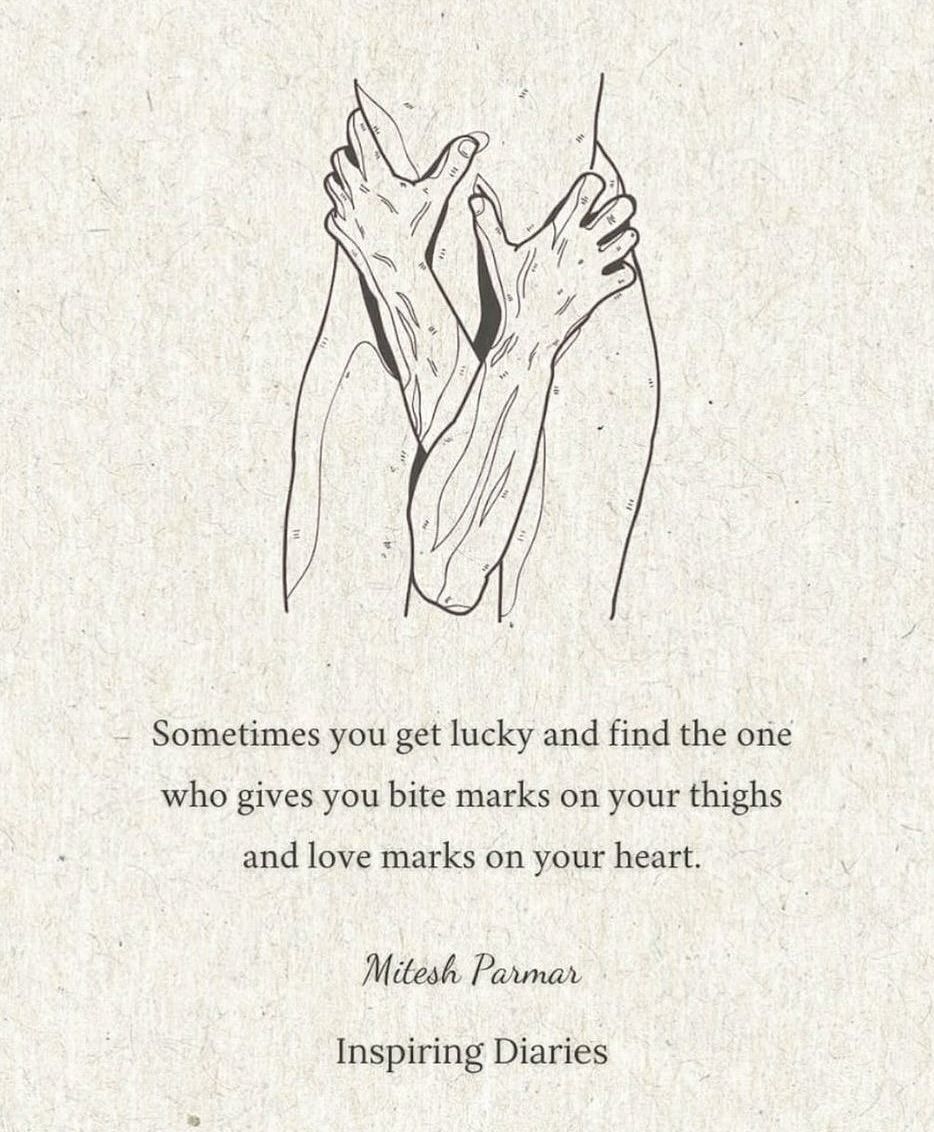 Sometimes you get lucky and find the one
who gives you bite marks on your thighs
and love marks on your heart.
Mitesh Parmar
Inspiring Diaries